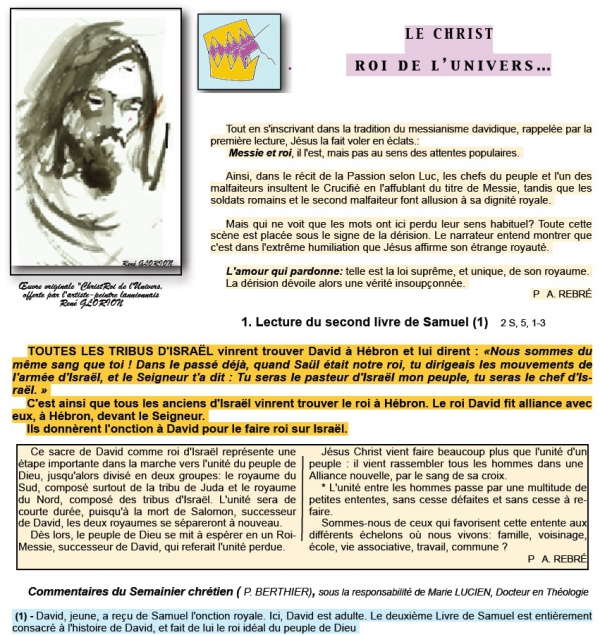 LE CHRIST
ROI DE L'UNIVERS...
.
Tout en s'inscrivant dans la tradition du messianisme davidique, rappelée par la
première lecture, Jésus la fait voler en éclats.:
Messie et roi, il l'est, mais pas au sens des attentes populaires.
Ainsi, dans le récit de la Passion selon Luc, les chefs du peuple et l'un des
malfaiteurs insultent le Crucifié en l'affublant du titre de Messie, tandis que les
soldats romains et le second malfaiteur font allusion à sa dignité royale.
Mais qui ne voit que les mots ont ici perdu leur sens habituel? Toute cette
scène est placée sous le signe de la dérision. Le narrateur entend montrer que
c'est dans l'extrême humiliation que Jésus affirme son étrange royauté.
L'amour qui pardonne: telle est la loi suprême, et unique, de son royaume.
La dérision dévoile alors une vérité insoupçonnée.
P A. REBRÉ
René GLORION
Œuvre originale "ChristRoi de l'Univers,
offerte par l'artiste-peintre lannionnais
René GLORION
1. Lecture du second livre de Samuel (1) 2 S, 5, 1-3
TOUTES LES TRIBUS D'ISRAËL vinrent trouver David à Hébron et lui dirent : «Nous sommes du
même sang que toi ! Dans le passé déjà, quand Saül était notre roi, tu dirigeais les mouvements de
l'armée d'Israël, et le Seigneur t'a dit : Tu seras le pasteur d'Israël mon peuple, tu seras le chef d'Is-
raël. »
C'est ainsi que tous les anciens d'Israël vinrent trouver le roi à Hébron. Le roi David fit alliance avec
eux, à Hébron, devant le Seigneur.
Ils donnèrent l'onction à David pour le faire roi sur Israël.
Ce sacre de David comme roi d'Israël représente une
étape importante dans la marche vers l'unité du peuple de
Dieu, jusqu'alors divisé en deux groupes: le royaume du
Sud, composé surtout de la tribu de Juda et le royaume
du Nord, composé des tribus d'Israël. L'unité sera de
courte durée, puisqu'à la mort de Salomon, successeur
de David, les deux royaumes se sépareront à nouveau.
Dès lors, le peuple de Dieu se mit à espérer en un Roi-
Messie, successeur de David, qui referait l'unité perdue.
Jésus Christ vient faire beaucoup plus que l'unité d'un
peuple : il vient rassembler tous les hommes dans une
Alliance nouvelle, par le sang de sa croix.
* L'unité entre les hommes passe par une multitude de
petites ententes, sans cesse défaites et sans cesse à re-
faire.
Sommes-nous de ceux qui favorisent cette entente aux
différents échelons où nous vivons: famille, voisinage,
école, vie associative, travail, commune ?
P A. REBRÉ
Commentaires du Semainier chrétien ( P. BERTHIER), sous la responsabilité de Marie LUCIEN, Docteur en Théologie
(1) - David, jeune, a reçu de Samuel l'onction royale. Ici, David est adulte. Le deuxième Livre de Samuel est entièrement
consacré à l'histoire de David, et fait de lui le roi idéal du peuple de Dieu